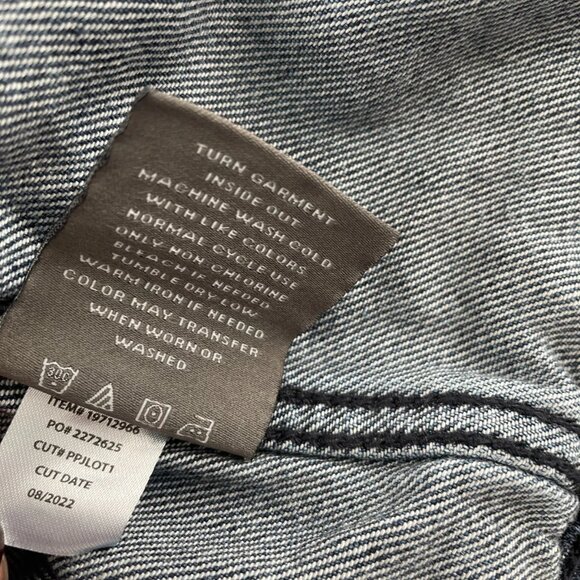 TURN GARMENT
INSIDE OUT
MACHINE WASH COLD
WITH LIKE COLORS
NORMAL CYCLE USE
ONLY NON-CHLORINE
BLEACH IF NEEDED
TUMBLE DRY LOW
WARM IRON IF NEEDED
COLOR MAY TRANSFER
WHEN WORN OR
WASHED
30C
ITEM# 19712966
PO# 2272625
CUT# PPJLOT1
CUT DATE
08/2022